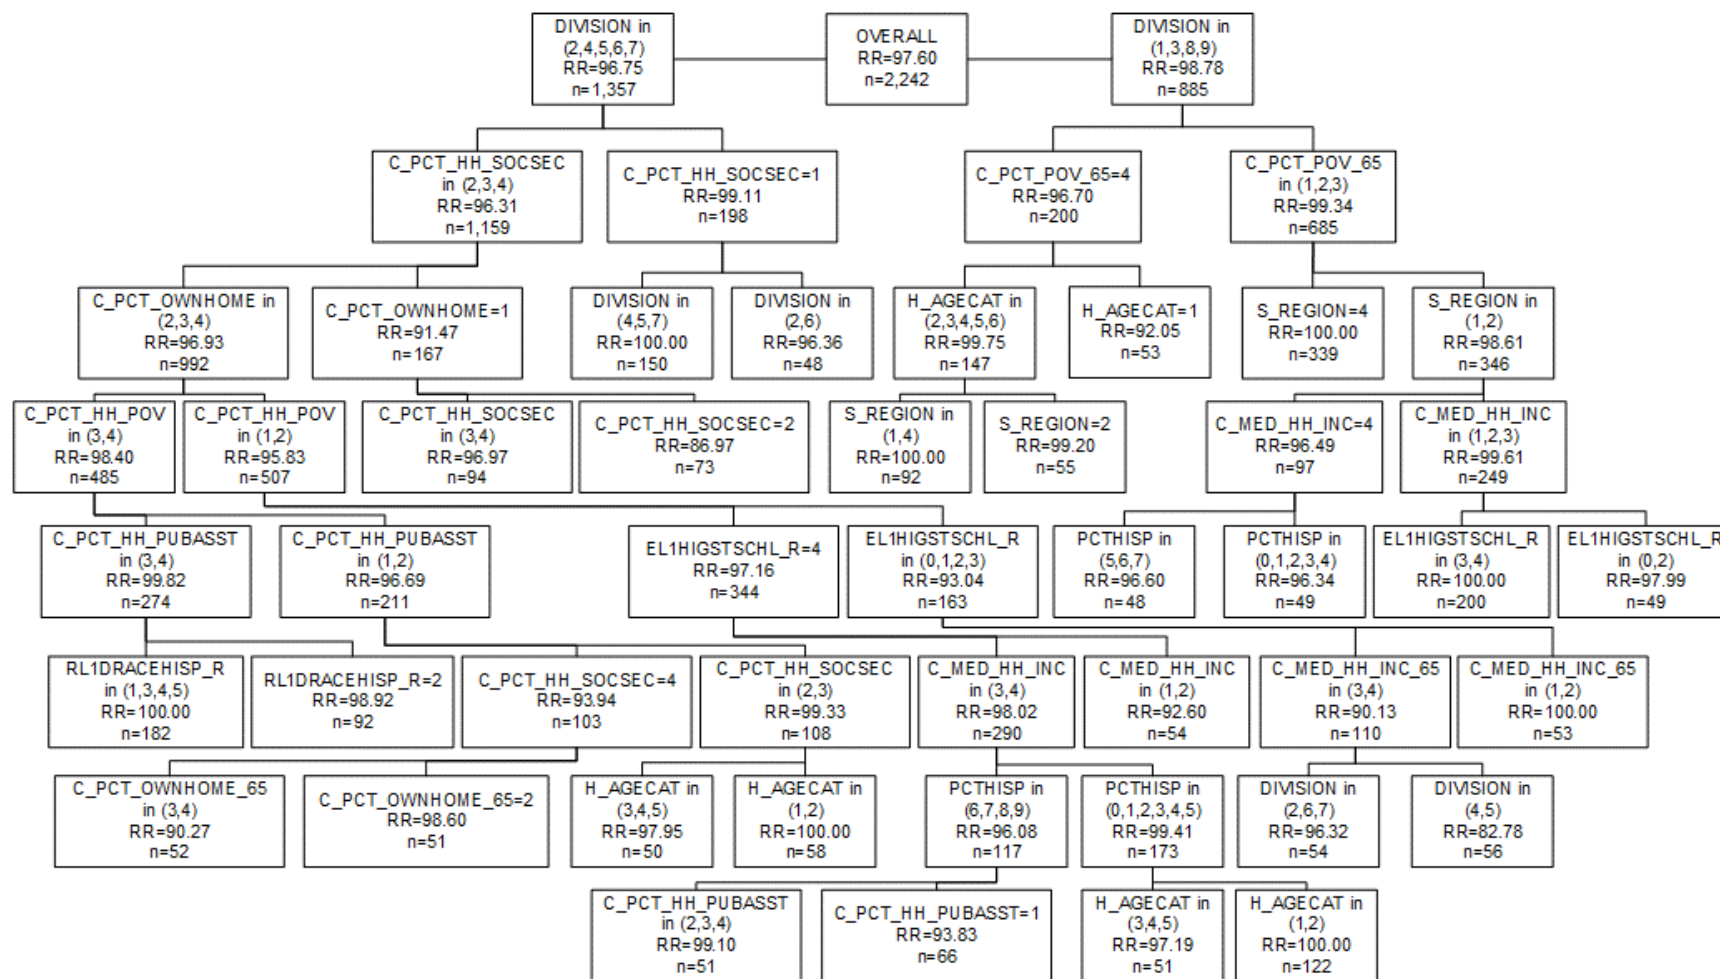 DIVISION in
(2,4,5,6,7)
RR=96.75
n=1,357
OVERALL
RR=97.60
n=2,242
DIVISION in
(1,3,8,9)
RR=98.78
n=885
C_PCT_HH_SOCSEC
in (2,3,4)
RR=96.31
n=1,159
C_PCT_HH_SOCSEC=1
RR=99.11
n=198
C_PCT_POV_65=4
RR=96.70
n=200
C_PCT_POV_65
in (1,2,3)
RR=99.34
n=685
C_PCT_OWNHOME in
(2,3,4)
RR=96.93
n=992
C_PCT_OWNHOME=1
RR=91.47
n=167
DIVISION in
(4,5,7)
RR=100.00
n=150
DIVISION in
(2,6)
RR=96.36
n=48
H_AGECAT in
(2,3,4,5,6)
RR=99.75
n=147
H_AGECAT=1
RR=92.05
n=53
S_REGION=4
RR=100.00
n=339
S_REGION in
(1,2)
RR=98.61
n=346
C_PCT_HH_POV
in (3,4)
RR=98.40
n=485
C_PCT_HH_POV
in (1,2)
RR=95.83
n=507
C_PCT_HH_SOCSEC
in (3,4)
RR=96.97
n=94
C_PCT_HH_SOCSEC=2
RR=86.97
n=73
S_REGION in
(1,4)
RR=100.00
n=92
S_REGION=2
RR=99.20
n=55
C_MED_HH_INC=4
RR=96.49
n=97
C_MED_HH_INC
in (1,2,3)
RR=99.61
n=249
C_PCT_HH_PUBASST
in (3,4)
RR=99.82
n=274
C_PCT_HH_PUBASST
in (1,2)
RR=96.69
n=211
EL1HIGSTSCHL_R=4
RR=97.16
n=344
EL1HIGSTSCHL_R
in (0,1,2,3)
RR=93.04
n=163
PCTHISP in
(5,6,7)
RR=96.60
n=48
PCTHISP in
(0,1,2,3,4)
RR=96.34
n=49
EL1HIGSTSCHL_R
in (3,4)
RR=100.00
n=200
EL1HIGSTSCHL_R
in (0,2)
RR=97.99
n=49
RL1DRACEHISP_R
in (1,3,4,5)
RR=100.00
n=182
RL1DRACEHISP_R=2
RR=98.92
n=92
C_PCT_HH_SOCSEC=4
RR=93.94
n=103
C_PCT_HH_SOCSEC
in (2,3)
RR=99.33
n=108
C_MED_HH_INC
in (3,4)
RR=98.02
n=290
C_MED_HH_INC
in (1,2)
RR=92.60
n=54
C_MED_HH_INC_65
in (3,4)
RR=90.13
n=110
C_MED_HH_INC_65
in (1,2)
RR=100.00
n=53
C_PCT_OWNHOME_65
in (3,4)
RR=90.27
n=52
C_PCT_OWNHOME_65=2
RR=98.60
n=51
H_AGECAT in
(3,4,5)
RR=97.95
n=50
H_AGECAT in
(1,2)
RR=100.00
n=58
PCTHISP in
(6,7,8,9)
RR=96.08
n=117
PCTHISP in
(0,1,2,3,4,5)
RR=99.41
n=173
DIVISION in
(2,6,7)
RR=96.32
n=54
DIVISION in
(4,5)
RR=82.78
n=56
C_PCT_HH_PUBASST
in (2,3,4)
RR=99.10
n=51
C_PCT_HH_PUBASST=1
RR=93.83
n=66
H_AGECAT in
(3,4,5)
RR=97.19
n=51
H_AGECAT in
(1,2)
RR=100.00
n=122